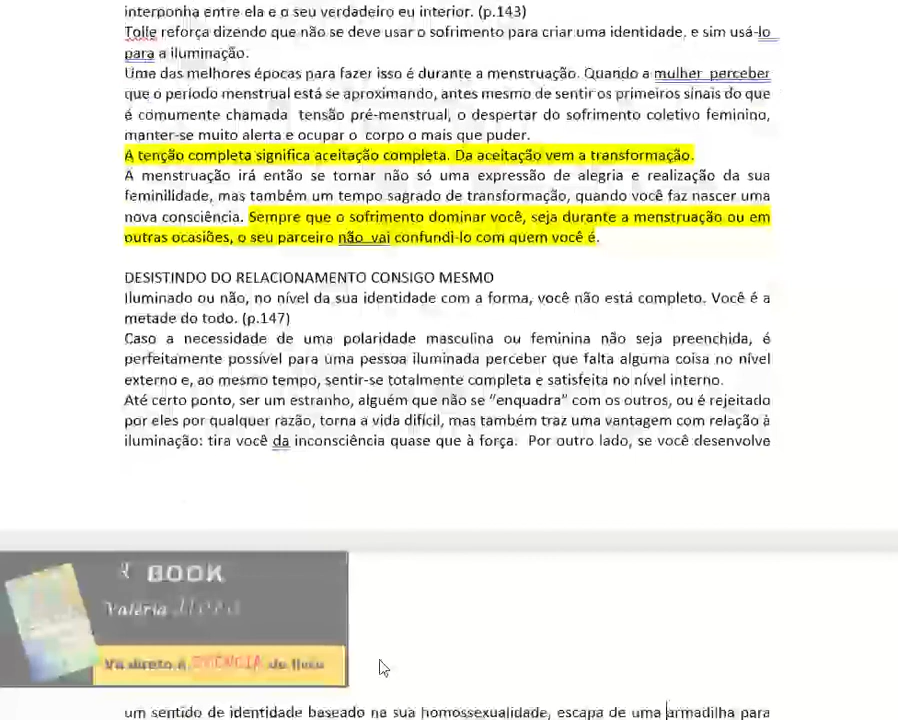 interponha entre ela e o seu verdadeiro eu interior. (p.143)
Tolle reforça dizendo que não se deve usar o sofrimento para criar uma identidade, e sim usá-lo
para a iluminação.
Uma das melhores épocas para fazer isso é durante a menstruação. Quando a mulher perceber
que o período menstrual está se aproximando, antes mesmo de sentir os primeiros sinais do que
é comumente chamada tensão pré-menstrual, o despertar do sofrimento coletivo feminino,
manter-se muito alerta e ocupar o corpo o mais que puder.
A tenção completa significa aceitação completa. Da aceitação vem a transformação.
A menstruação irá então se tornar não só uma expressão de alegria e realização da sua
feminilidade, mas também um tempo sagrado de transformação, quando você faz nascer uma
nova consciência. Sempre que o sofrimento dominar você, seja durante a menstruação ou em
outras ocasiões, o seu parceiro não vai confundi-lo com quem você é.
DESISTINDO DO RELACIONAMENTO CONSIGO MESMO
Iluminado ou não, no nível da sua identidade com a forma, você não está completo. Você é a
metade do todo. (p.147)
Caso a necessidade de uma polaridade masculina ou feminina não seja preenchida, é
perfeitamente possível para uma pessoa iluminada perceber que falta alguma coisa no nível
externo e, ao mesmo tempo, sentir-se totalmente completa e satisfeita no nível interno.
Até certo ponto, ser um estranho, alguém que não se "enquadra" com os outros, ou é rejeitado
por eles por qualquer razão, torna a vida difícil, mas também traz uma vantagem com relação à
iluminação: tira você da inconsciência quase que à força. Por outro lado, se você desenvolve
BOOK
Valéria
Vá direto à ESSÊNCIA do livro
um sentido de identidade baseado na sua homossexualidade, escapa de uma armadilha para